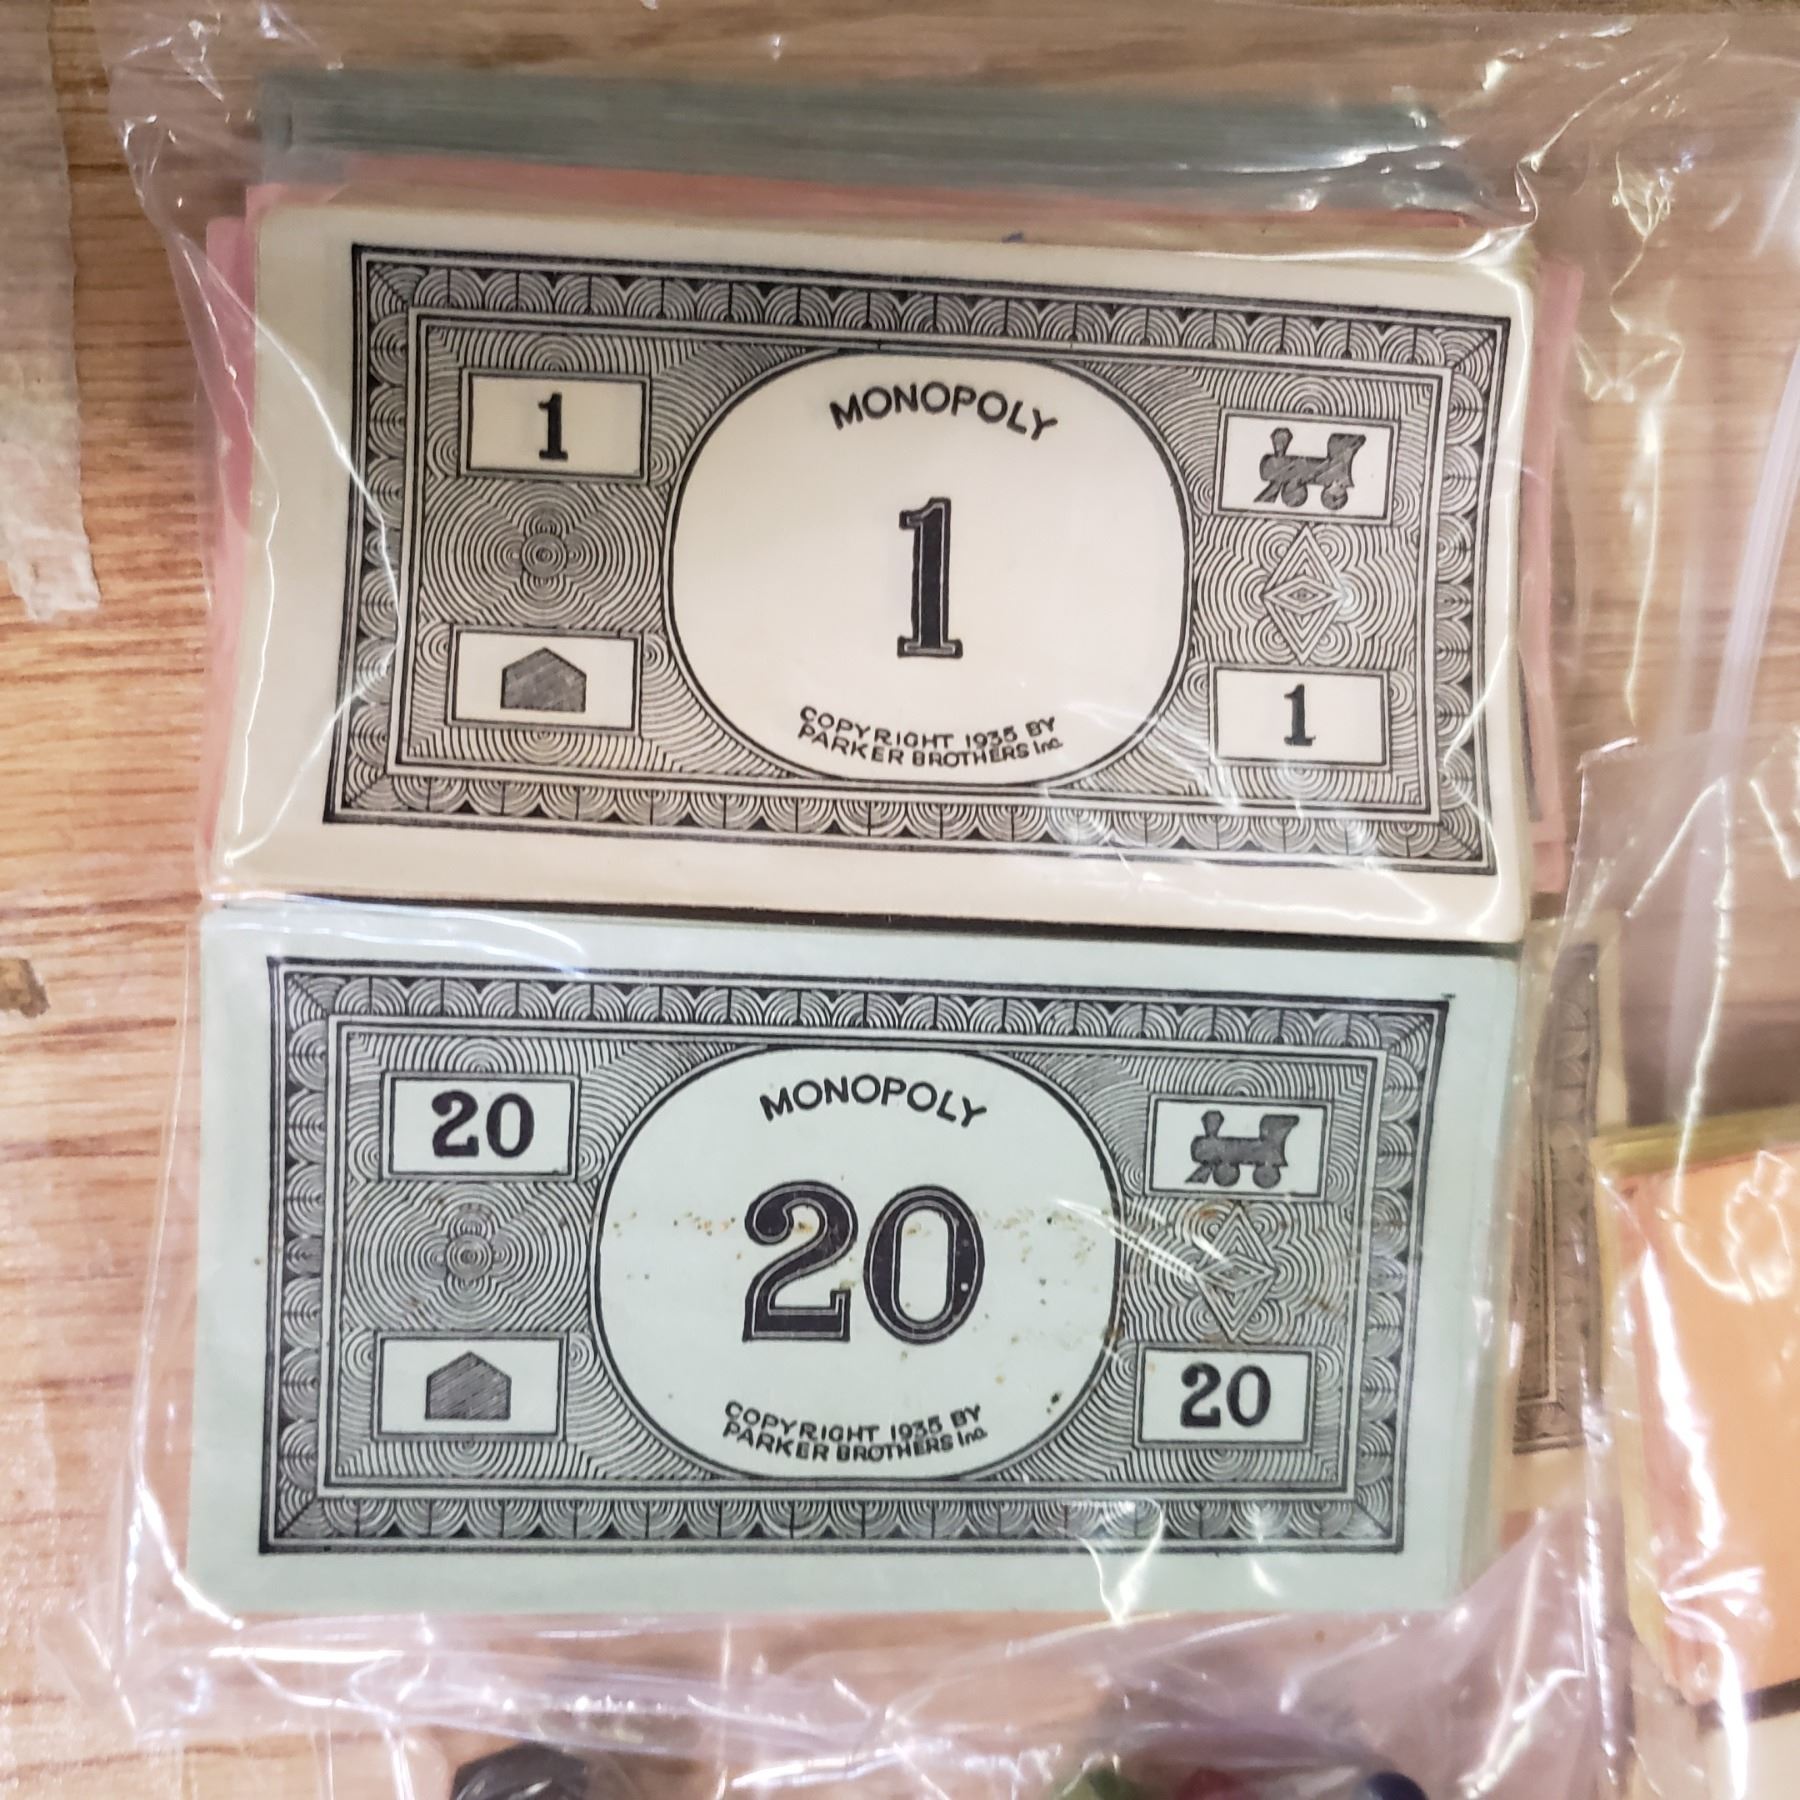 1
MONOPOLY
1
1
COPYRIGHT 1935 BY
PARKER BROTHERS Inc.
20
MONOPOLY
20
20
COPYRIGHT 1935 BY
PARKER BROTHERS Inc.